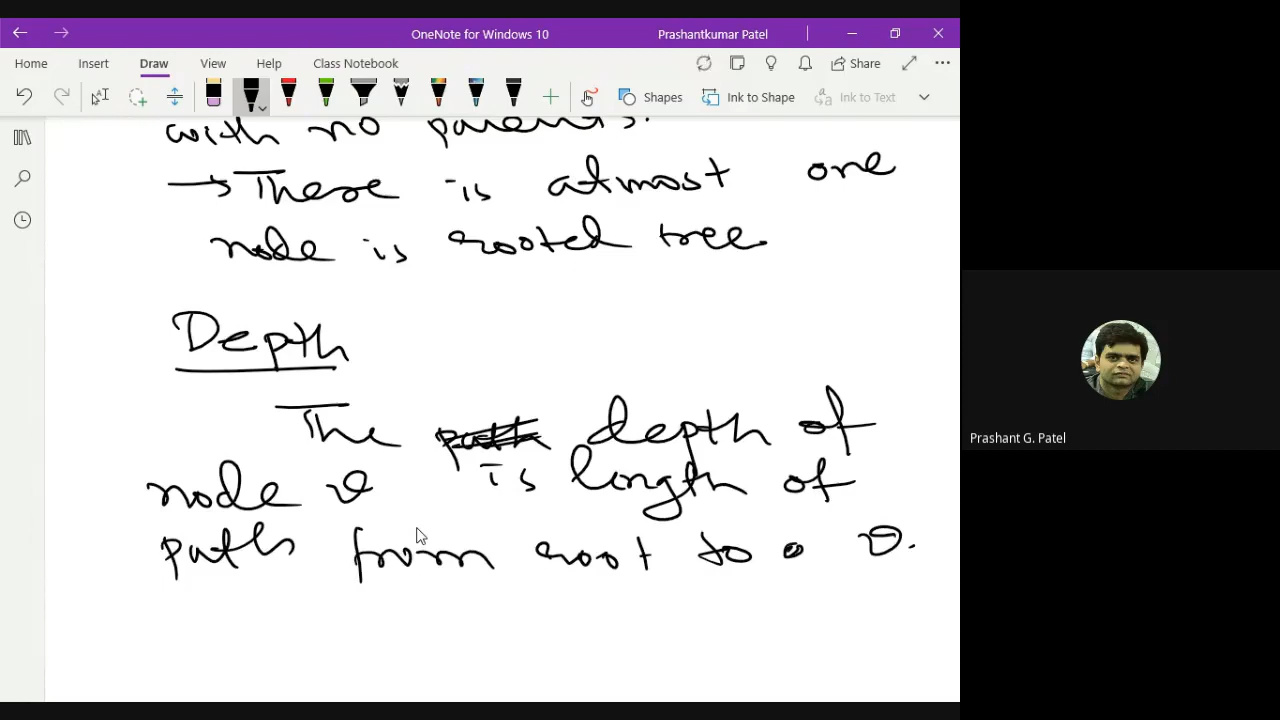 OneNote for Windows 10
Prashantkumar Patel
Home Insert Draw View Help Class Notebook Share
Shapes Ink to Shape Ink to Text
with no parents.
→ There is atmost one
node is rooted tree.
Depth
The depth of
node v is length of
path from root to v.
Prashant G. Patel